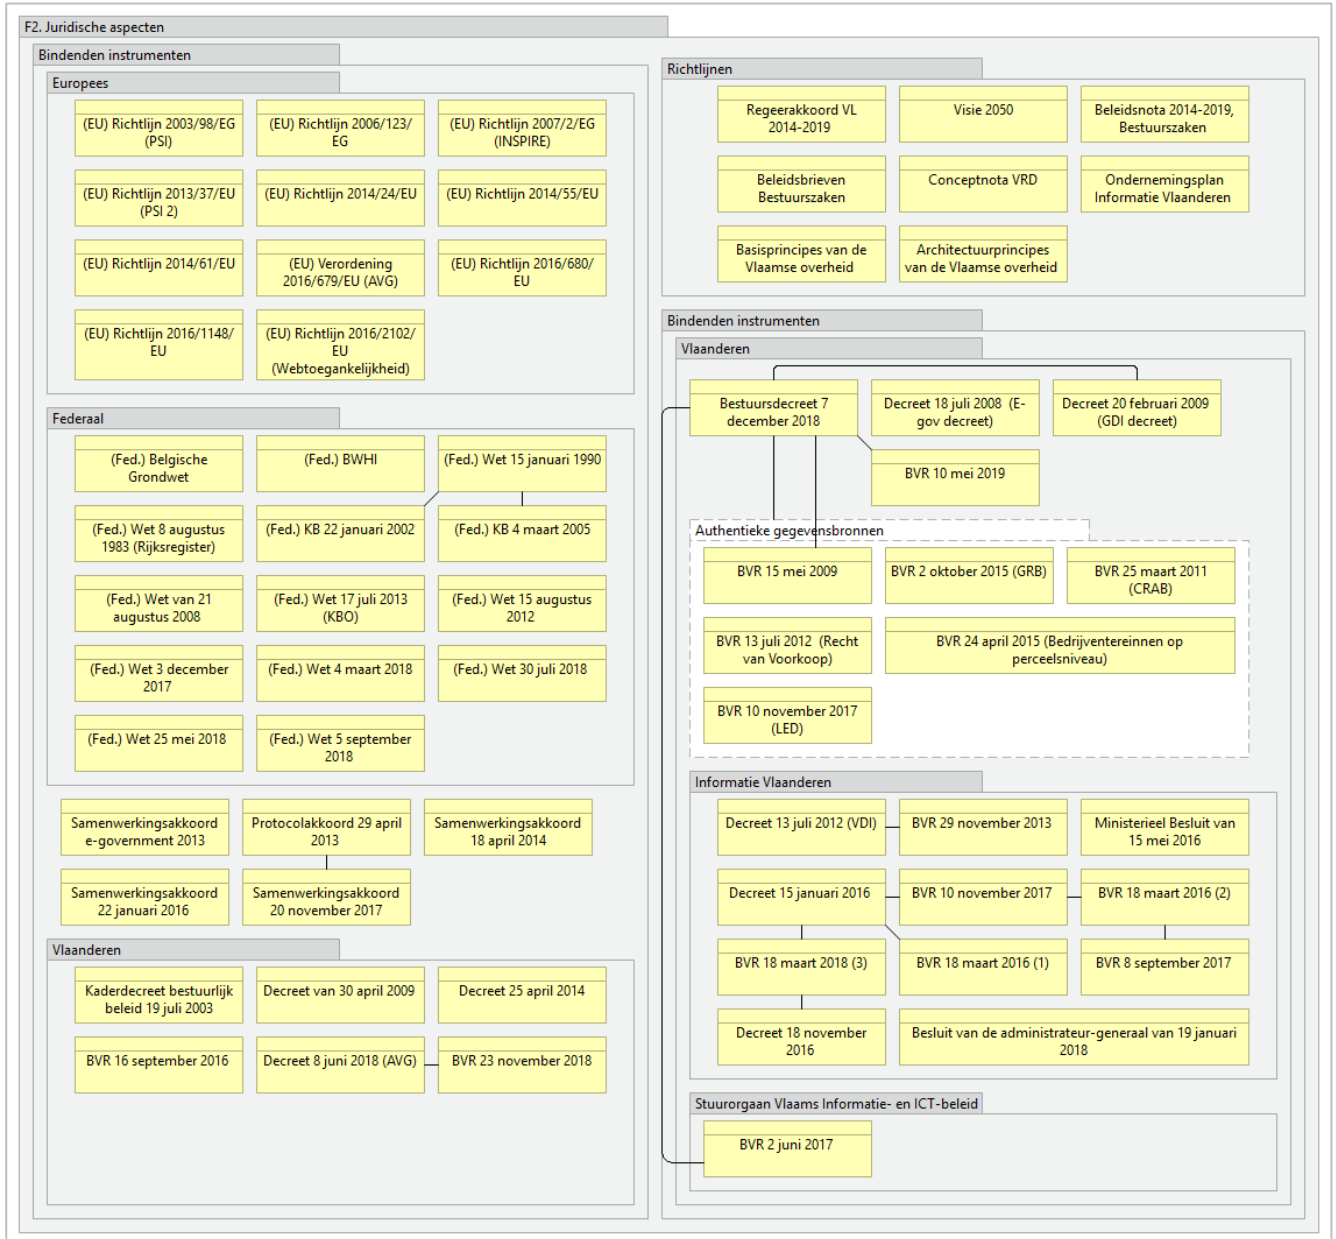 F2. Juridische aspecten
Bindenden instrumenten
Europees
(EU) Richtlijn 2003/98/EG
(PSI)
(EU) Richtlijn 2006/123/
EG
(EU) Richtlijn 2007/2/EG
(INSPIRE)
(EU) Richtlijn 2013/37/EU
(PSI 2)
(EU) Richtlijn 2014/24/EU
(EU) Richtlijn 2014/55/EU
(EU) Richtlijn 2014/61/EU
(EU) Verordening
2016/679/EU (AVG)
(EU) Richtlijn 2016/680/
EU
(EU) Richtlijn 2016/1148/
EU
(EU) Richtlijn 2016/2102/
EU
(Webtoegankelijkheid)
Federaal
(Fed.) Belgische
Grondwet
(Fed.) BWHI
(Fed.) Wet 15 januari 1990
(Fed.) Wet 8 augustus
1983 (Rijksregister)
(Fed.) KB 22 januari 2002
(Fed.) KB 4 maart 2005
(Fed.) Wet van 21
augustus 2008
(Fed.) Wet 17 juli 2013
(KBO)
(Fed.) Wet 15 augustus
2012
(Fed.) Wet 3 december
2017
(Fed.) Wet 4 maart 2018
(Fed.) Wet 30 juli 2018
(Fed.) Wet 25 mei 2018
(Fed.) Wet 5 september
2018
Samenwerkingsakkoord
e-government 2013
Protocolakkoord 29 april
2013
Samenwerkingsakkoord
18 april 2014
Samenwerkingsakkoord
22 januari 2016
Samenwerkingsakkoord
20 november 2017
Vlaanderen
Kaderdecreet bestuurlijk
beleid 19 juli 2003
Decreet van 30 april 2009
Decreet 25 april 2014
BVR 16 september 2016
Decreet 8 juni 2018 (AVG)
BVR 23 november 2018
Richtlijnen
Regeerakkoord VL
2014-2019
Visie 2050
Beleidsnota 2014-2019,
Bestuurszaken
Beleidsbrieven
Bestuurszaken
Conceptnota VRD
Ondernemingsplan
Informatie Vlaanderen
Basisprincipes van de
Vlaamse overheid
Architectuurprincipes
van de Vlaamse overheid
Bindenden instrumenten
Vlaanderen
Bestuursdecreet 7
december 2018
Decreet 18 juli 2008 (E-
gov decreet)
Decreet 20 februari 2009
(GDI decreet)
BVR 10 mei 2019
Authentieke gegevensbronnen
BVR 15 mei 2009
BVR 2 oktober 2015 (GRB)
BVR 25 maart 2011
(CRAB)
BVR 13 juli 2012 (Recht
van Voorkoop)
BVR 24 april 2015 (Bedrijventereinnen op
perceelsniveau)
BVR 10 november 2017
(LED)
Informatie Vlaanderen
Decreet 13 juli 2012 (VDI)
BVR 29 november 2013
Ministerieel Besluit van
15 mei 2016
Decreet 15 januari 2016
BVR 10 november 2017
BVR 18 maart 2016 (2)
BVR 18 maart 2018 (3)
BVR 18 maart 2016 (1)
BVR 8 september 2017
Decreet 18 november
2016
Besluit van de administrateur-generaal van 19 januari
2018
Stuurorgaan Vlaams Informatie- en ICT-beleid
BVR 2 juni 2017